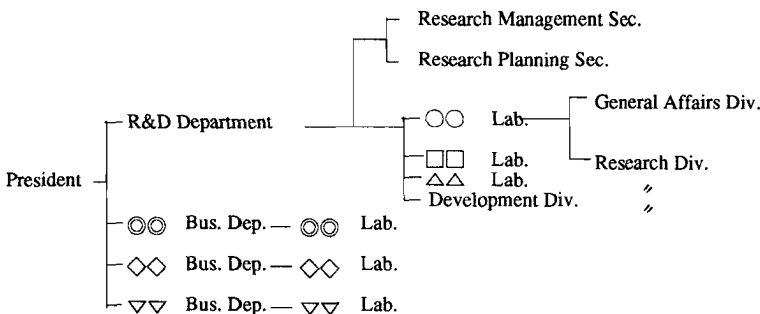 Research Management Sec.
Research Planning Sec.
R&D Department
○○ Lab.
General Affairs Div.
□□ Lab.
Research Div.
President
△△ Lab.
〃
Development Div.
〃
◎◎ Bus. Dep. — ◎◎ Lab.
◇◇ Bus. Dep. — ◇◇ Lab.
▽▽ Bus. Dep. — ▽▽ Lab.